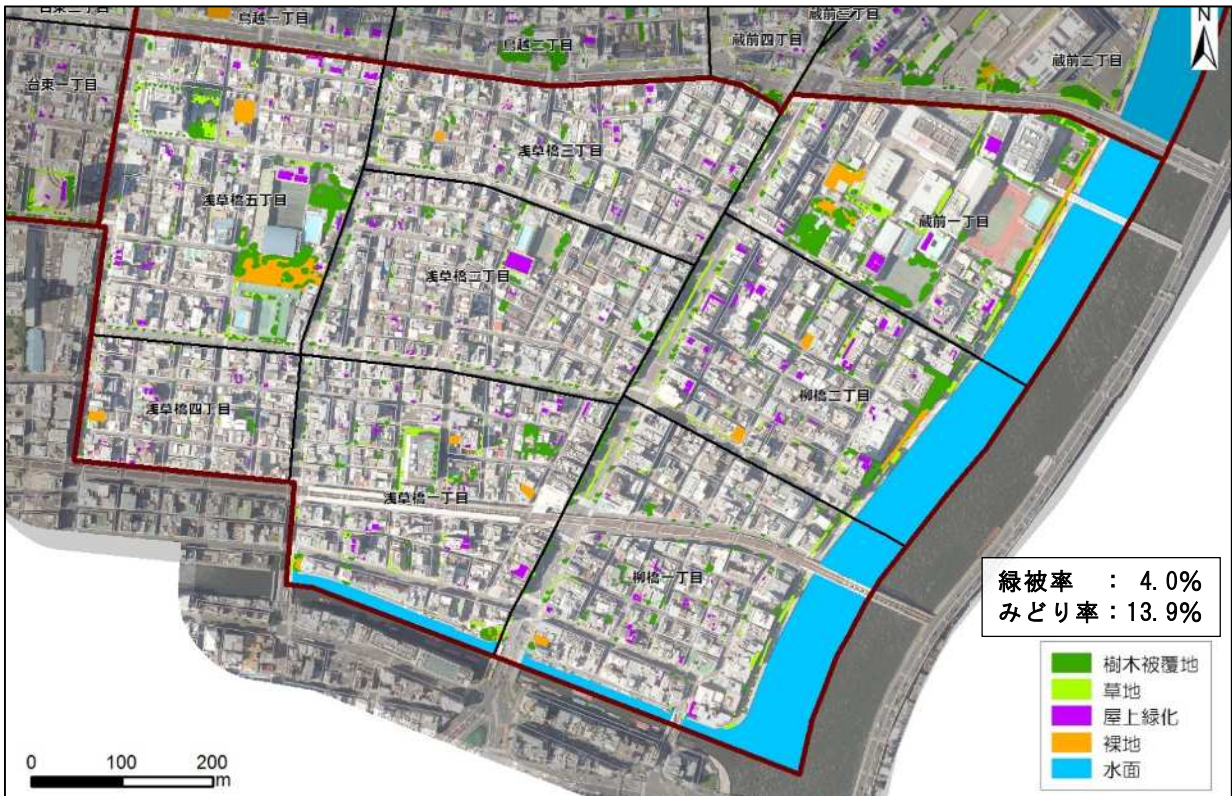 台東二丁目
鳥越一丁目
鳥越二丁目
蔵前三丁目
蔵前四丁目
蔵前二丁目
N
台東一丁目
浅草橋三丁目
浅草橋五丁目
蔵前一丁目
浅草橋二丁目
柳橋二丁目
浅草橋四丁目
浅草橋一丁目
柳橋一丁目
緑被率 : 4.0%
みどり率:13.9%
樹木被覆地
草地
屋上緑化
裸地
水面
0 100 200
m